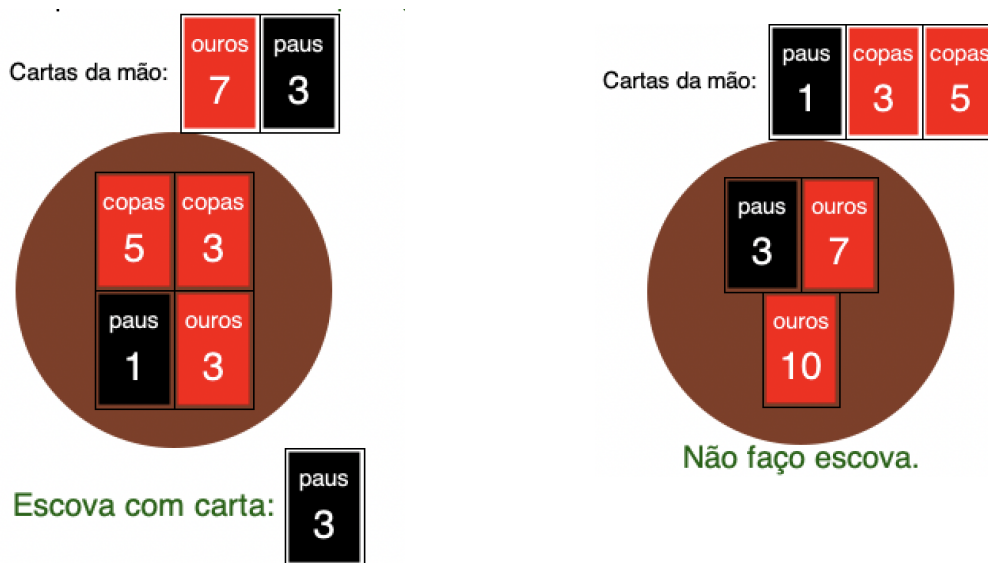 Cartas da mão:
ouros
7
paus
3
copas
5
copas
3
paus
1
ouros
3
Escova com carta:
paus
3
Cartas da mão:
paus
1
copas
3
copas
5
paus
3
ouros
7
ouros
10
Não faço escova.